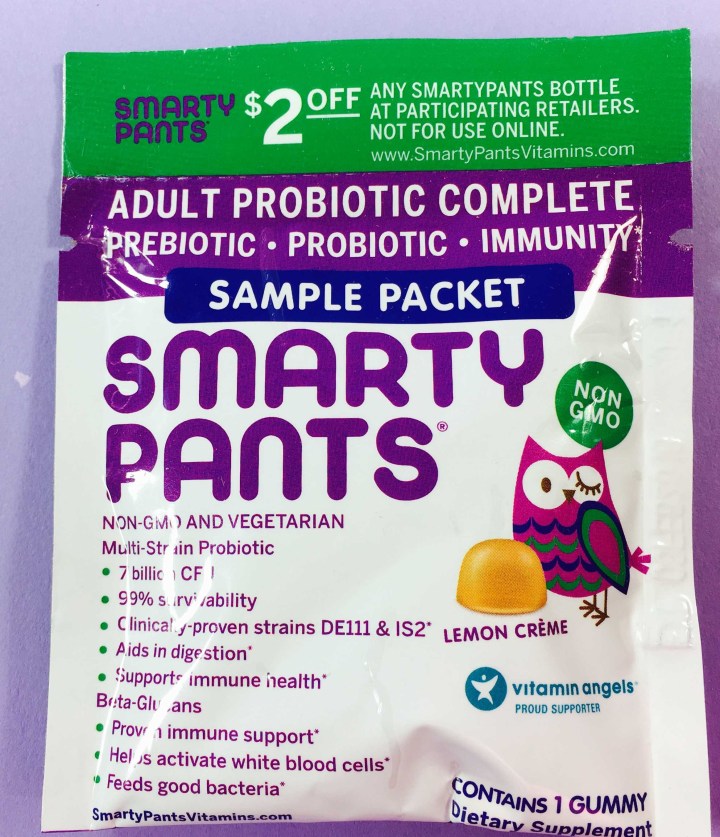 SMARTY PANTS
$2 OFF
ANY SMARTYPANTS BOTTLE
AT PARTICIPATING RETAILERS.
NOT FOR USE ONLINE.
www.SmartyPantsVitamins.com
ADULT PROBIOTIC COMPLETE
PREBIOTIC • PROBIOTIC • IMMUNITY*
SAMPLE PACKET
SMARTY
PANTS®
NON GMO
NON-GMO AND VEGETARIAN
Multi-Strain Probiotic
• 7 billion CFU
• 99% survivability
• Clinically-proven strains DE111 & IS2*
• Aids in digestion*
• Supports immune health*
Beta-Glucans
• Proven immune support*
• Helps activate white blood cells*
• Feeds good bacteria*
SmartyPantsVitamins.com
LEMON CRÈME
vitamin angels
PROUD SUPPORTER
CONTAINS 1 GUMMY
Dietary Supplement